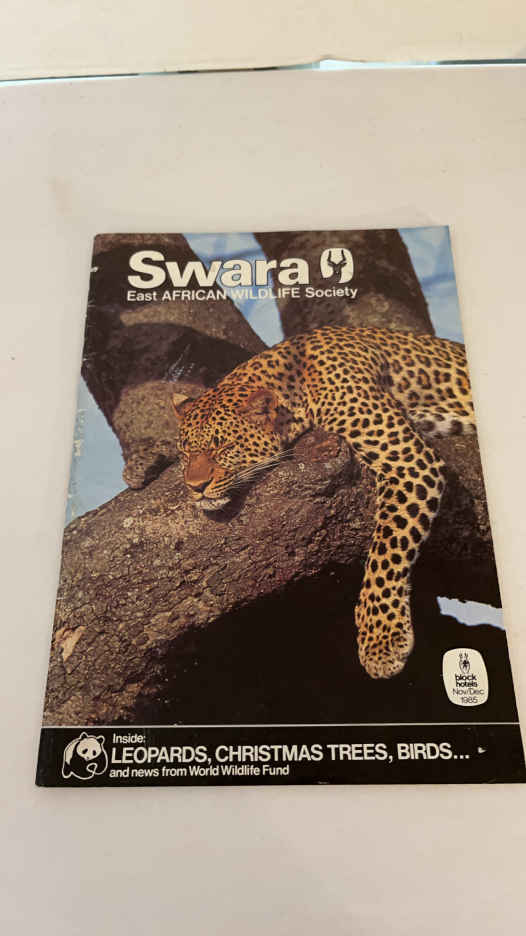 Swara
East AFRICAN WILDLIFE Society
block
hotels
Nov/Dec
1985
Inside:
LEOPARDS, CHRISTMAS TREES, BIRDS...
and news from World Wildlife Fund